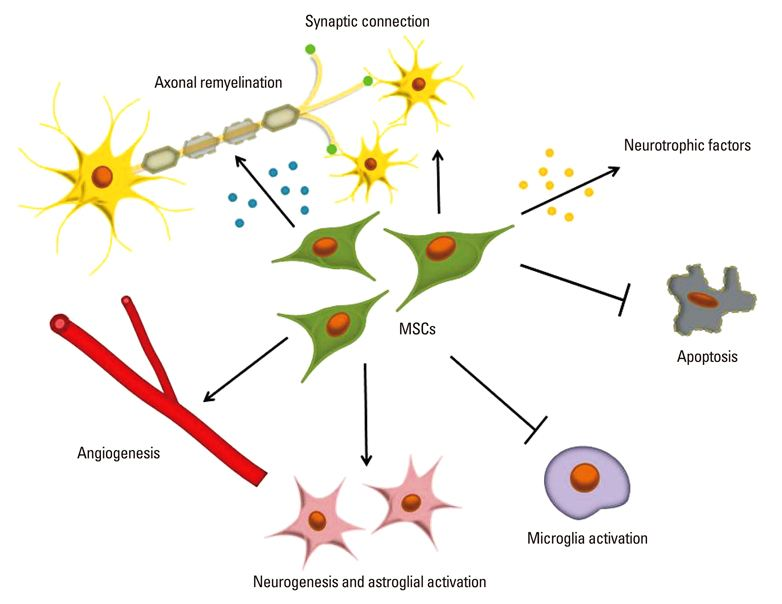 Synaptic connection
Axonal remyelination
Neurotrophic factors
MSCs
Apoptosis
Angiogenesis
Microglia activation
Neurogenesis and astroglial activation